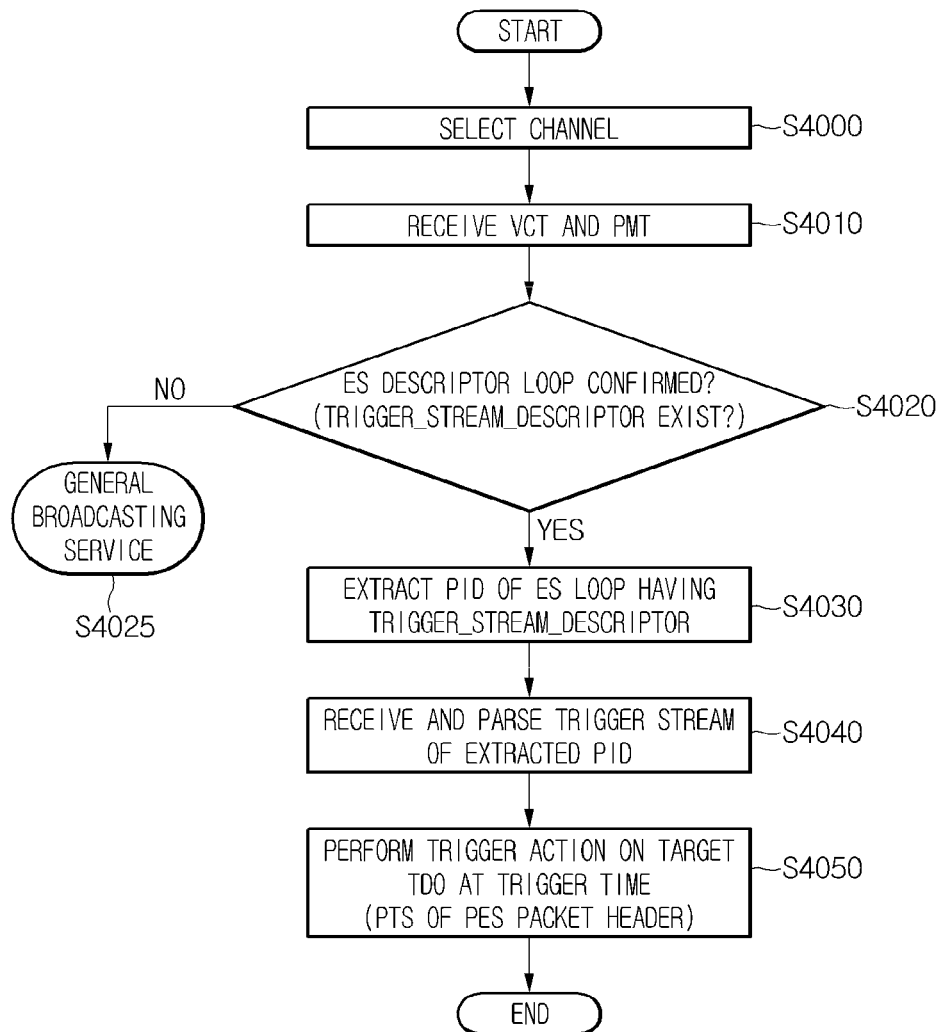 START
SELECT CHANNEL
S4000
RECEIVE VCT AND PMT
S4010
ES DESCRIPTOR LOOP CONFIRMED?
(TRIGGER_STREAM_DESCRIPTOR EXIST?)
S4020
NO
GENERAL
BROADCASTING
SERVICE
S4025
YES
EXTRACT PID OF ES LOOP HAVING
TRIGGER_STREAM_DESCRIPTOR
S4030
RECEIVE AND PARSE TRIGGER STREAM
OF EXTRACTED PID
S4040
PERFORM TRIGGER ACTION ON TARGET
TDO AT TRIGGER TIME
(PTS OF PES PACKET HEADER)
S4050
END